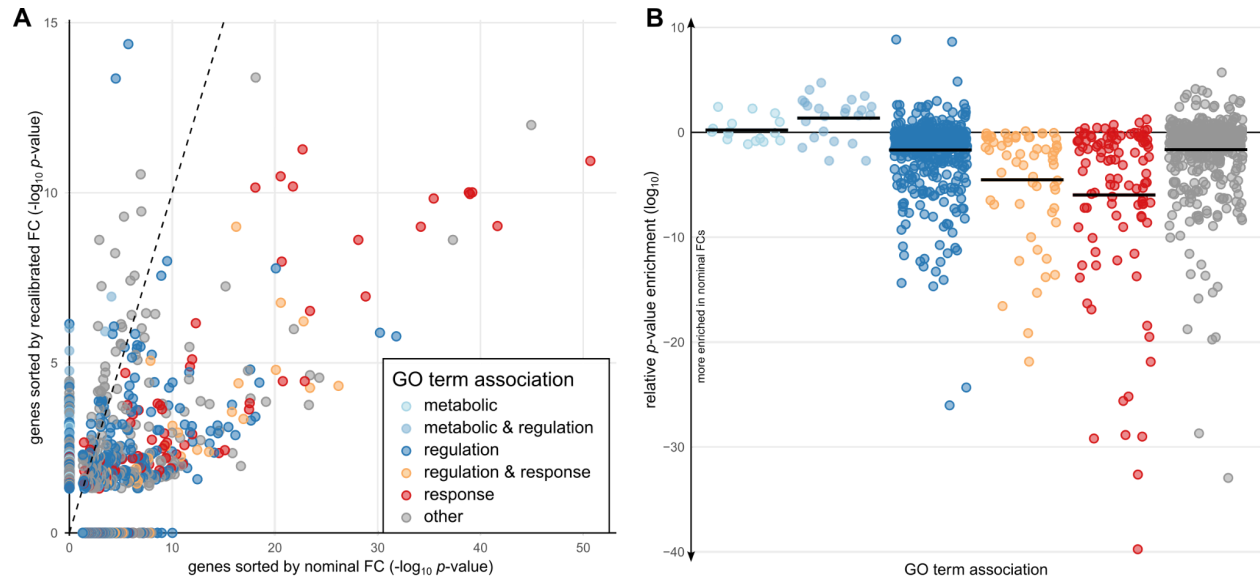 A
15
10
5
0
0
10
20
30
40
50
genes sorted by recalibrated FC (-log10 p-value)
genes sorted by nominal FC (-log10 p-value)
GO term association
metabolic
metabolic & regulation
regulation
regulation & response
response
other
B
10
0
−10
−20
−30
−40
relative p-value enrichment (log10)
more enriched in nominal FCs
GO term association